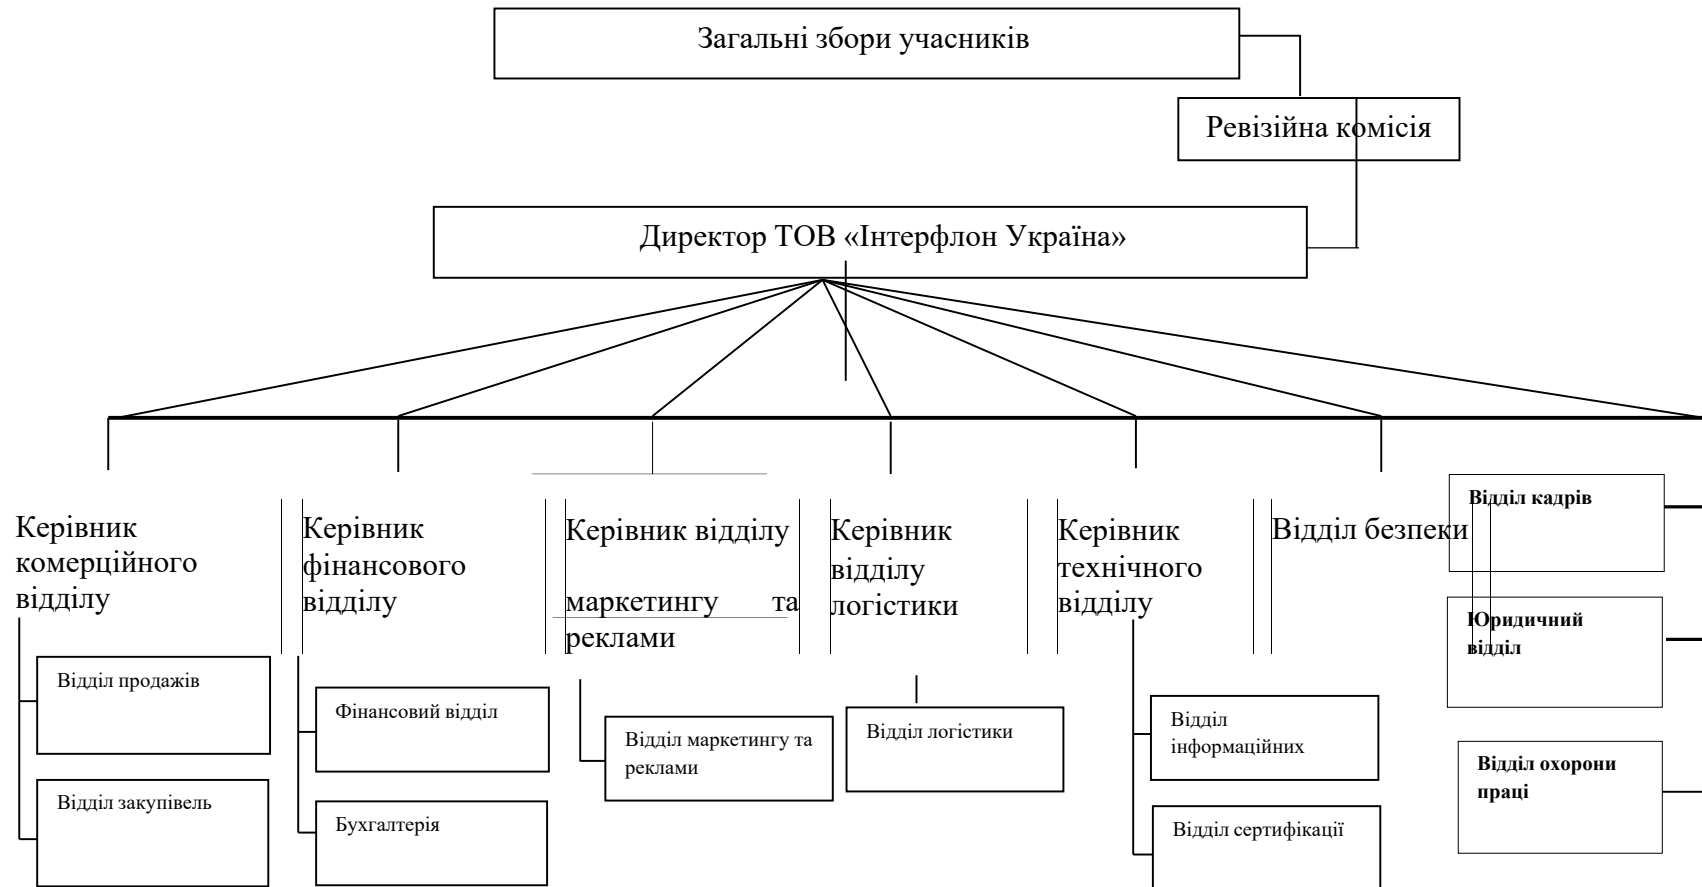 Загальні збори учасників
Ревізійна комісія
Директор ТОВ «Інтерфлон Україна»
Керівник
комерційного
відділу
Керівник
фінансового
відділу
Керівник відділу
маркетингу та
реклами
Керівник
відділу
логістики
Керівник
технічного
відділу
Відділ безпеки
Відділ кадрів
Юридичний
відділ
Відділ охорони
праці
Відділ продажів
Відділ закупівель
Фінансовий відділ
Бухгалтерія
Відділ маркетингу та
реклами
Відділ логістики
Відділ
інформаційних
Відділ сертифікації